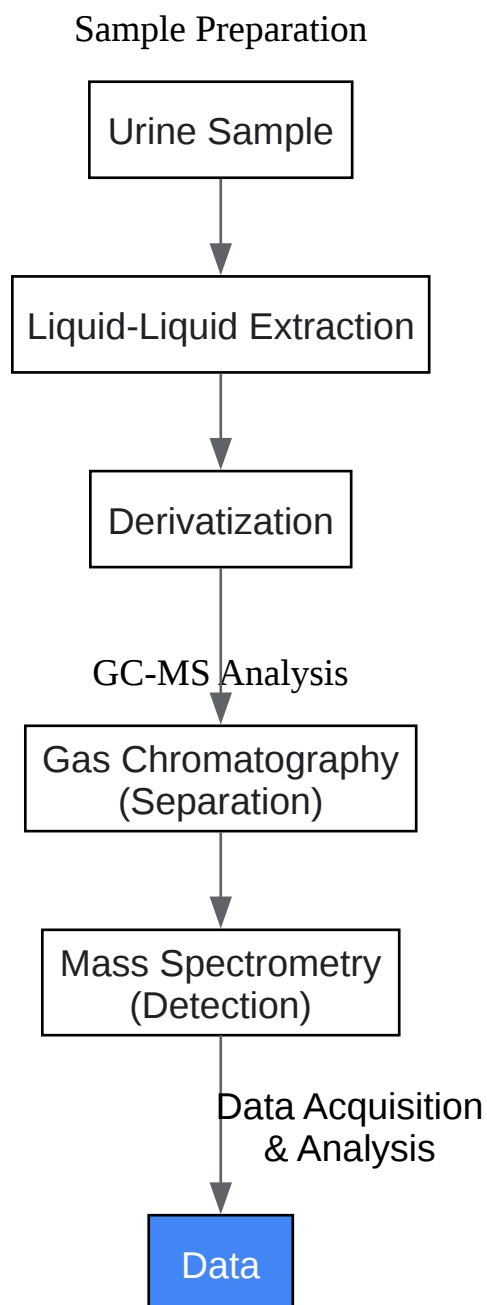 Sample Preparation
Urine Sample
Liquid-Liquid Extraction
Derivatization
GC-MS Analysis
Gas Chromatography
(Separation)
Mass Spectrometry
(Detection)
Data Acquisition
& Analysis
Data